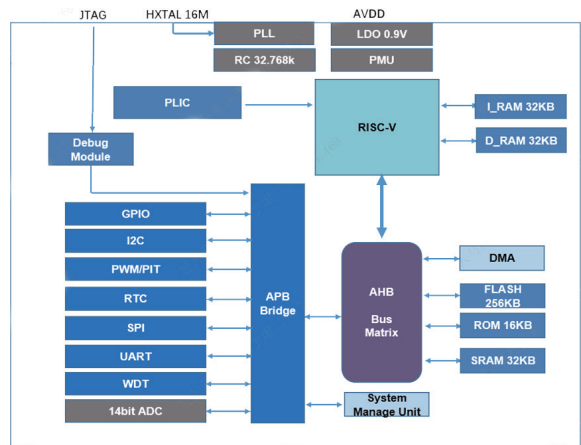 JTAG
HXTAL 16M
AVDD
PLL
LDO 0.9V
RC 32.768k
PMU
PLIC
RISC-V
I_RAM 32KB
D_RAM 32KB
Debug
Module
GPIO
I2C
PWM/PIT
RTC
SPI
UART
WDT
14bit ADC
APB
Bridge
AHB
Bus
Matrix
DMA
FLASH
256KB
ROM 16KB
SRAM 32KB
System
Manage Unit